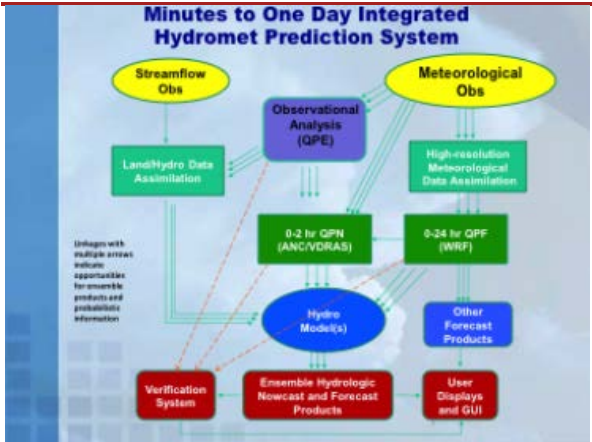 Minutes to One Day Integrated
Hydromet Prediction System
Streamflow
Obs
Meteorological
Obs
Observational
Analysis
(QPE)
Land/Hydro Data
Assimilation
High-resolution
Meteorological
Data Assimilation
0-2 hr QPN
(ANC/VDRAS)
0-24 hr QPF
(WRF)
Linkages with
multiple arrows
indicate
opportunities
for ensemble
products and
probabilistic
information
Hydro
Model(s)
Other
Forecast
Products
Verification
System
Ensemble Hydrologic
Nowcast and Forecast
Products
User
Displays
and GUI